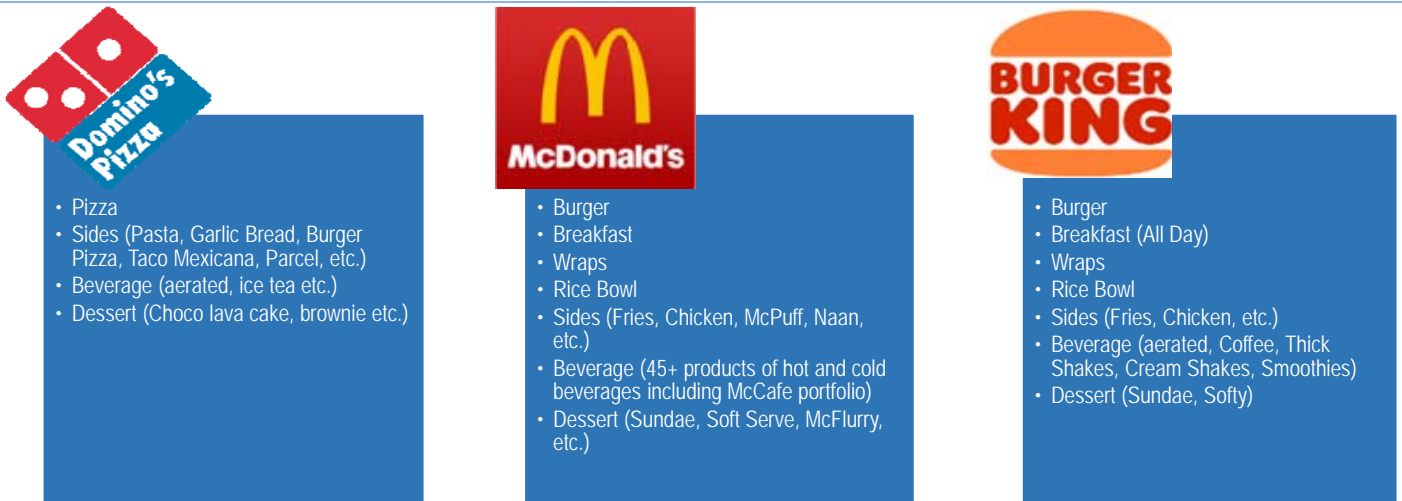 Domino's
Pizza
• Pizza
• Sides (Pasta, Garlic Bread, Burger
Pizza, Taco Mexicana, Parcel, etc.)
• Beverage (aerated, ice tea etc.)
• Dessert (Choco lava cake, brownie etc.)
McDonald's
• Burger
• Breakfast
• Wraps
• Rice Bowl
• Sides (Fries, Chicken, McPuff, Naan,
etc.)
• Beverage (45+ products of hot and cold
beverages including McCafe portfolio)
• Dessert (Sundae, Soft Serve, McFlurry,
etc.)
BURGER
KING
• Burger
• Breakfast (All Day)
• Wraps
• Rice Bowl
• Sides (Fries, Chicken, etc.)
• Beverage (aerated, Coffee, Thick
Shakes, Cream Shakes, Smoothies)
• Dessert (Sundae, Softy)